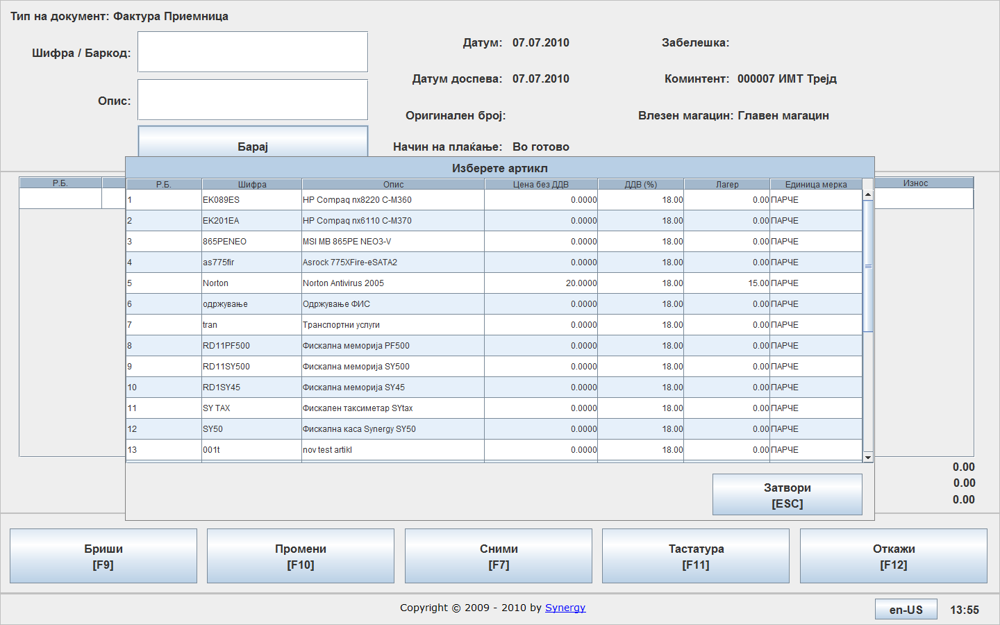 Тип на документ: Фактура Приемница
Шифра / Баркод:
Датум: 07.07.2010
Забелешка:
Датум доспева: 07.07.2010
Коминтент: 000007 ИМТ Трејд
Опис:
Оригинален број:
Влезен магацин: Главен магацин
Барај
Начин на плаќање: Во готово
Изберете артикл
Р.Б.
Износ
Р.Б. Шифра Опис Цена без ДДВ ДДВ (%) Лагер Единица мерка
1 EK089ES HP Compaq nx8220 C-M360 0.0000 18.00 0.00 ПАРЧЕ
2 EK201EA HP Compaq nx6110 C-M370 0.0000 18.00 0.00 ПАРЧЕ
3 865PENEO MSI MB 865PE NEO3-V 0.0000 18.00 0.00 ПАРЧЕ
4 as775fir Asrock 775XFire-eSATA2 0.0000 18.00 0.00 ПАРЧЕ
5 Norton Norton Antivirus 2005 20.0000 18.00 15.00 ПАРЧЕ
6 одржување Одржување ФИС 0.0000 18.00 0.00 ПАРЧЕ
7 tran Транспортни услуги 0.0000 18.00 0.00 ПАРЧЕ
8 RD11PF500 Фискална меморија PF500 0.0000 18.00 0.00 ПАРЧЕ
9 RD11SY500 Фискална меморија SY500 0.0000 18.00 0.00 ПАРЧЕ
10 RD1SY45 Фискална меморија SY45 0.0000 18.00 0.00 ПАРЧЕ
11 SY TAX Фискален таксиметар SYtax 0.0000 18.00 0.00 ПАРЧЕ
12 SY50 Фискална каса Synergy SY50 0.0000 18.00 0.00 ПАРЧЕ
13 001t nov test artikl 0.0000 18.00 0.00 ПАРЧЕ
0.00
0.00
0.00
Затвори
[ESC]
Бриши
[F9]
Промени
[F10]
Сними
[F7]
Тастатура
[F11]
Откажи
[F12]
Copyright © 2009 - 2010 by Synergy
en-US
13:55